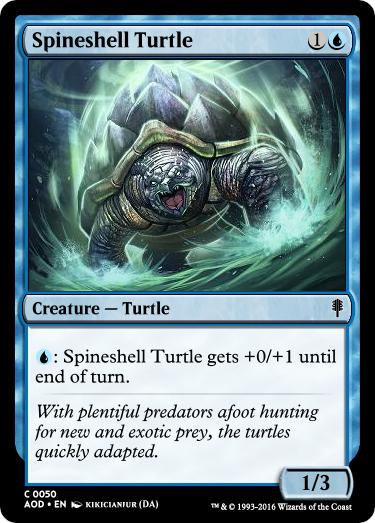 Spineshell Turtle 1
Creature — Turtle
: Spineshell Turtle gets +0/+1 until
end of turn.
With plentiful predators afoot hunting
for new and exotic prey, the turtles
quickly adapted.
1/3
C 0050
AOD • EN KIKICIANJUR (DA)
™ & © 1993-2016 Wizards of the Coast